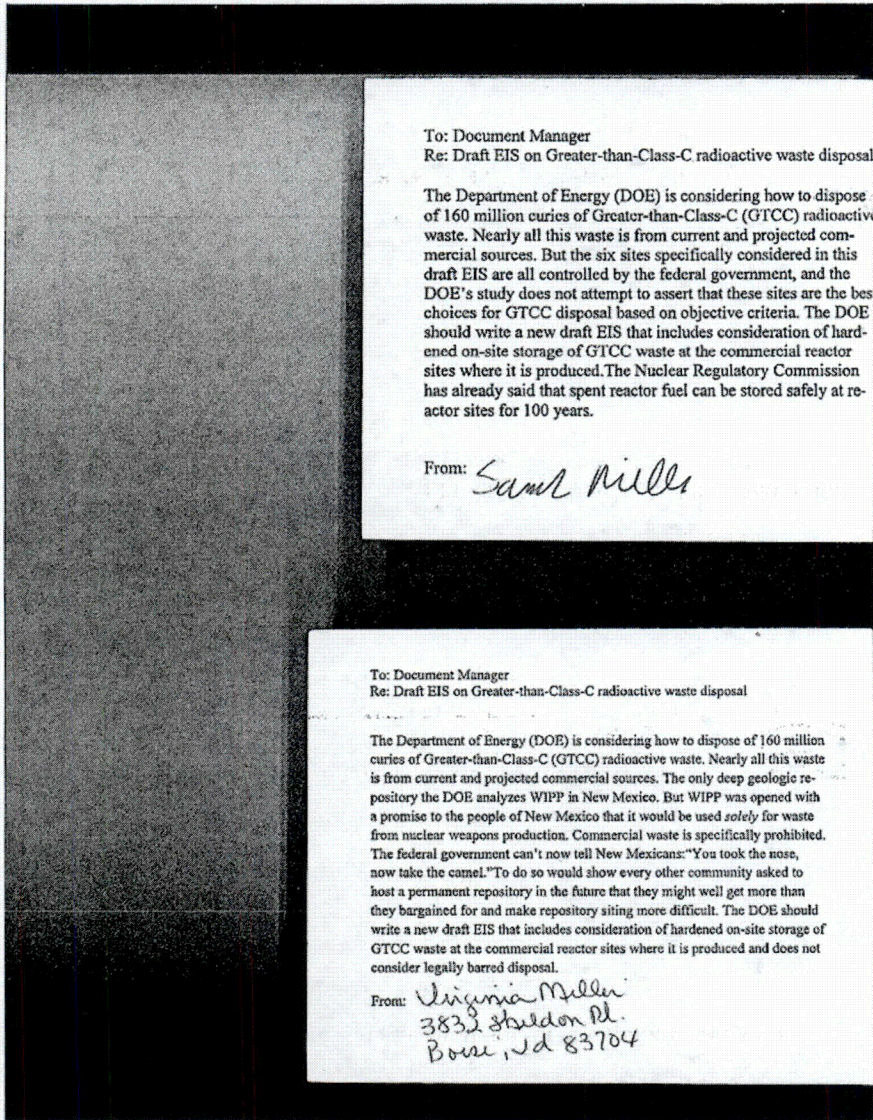 To: Document Manager
Re: Draft EIS on Greater-than-Class-C radioactive waste disposal
The Department of Energy (DOE) is considering how to dispose
of 160 million curies of Greater-than-Class-C (GTCC) radioactive
waste. Nearly all this waste is from current and projected com-
mercial sources. But the six sites specifically considered in this
draft EIS are all controlled by the federal government, and the
DOE's study does not attempt to assert that these sites are the bes
choices for GTCC disposal based on objective criteria. The DOE
should write a new draft EIS that includes consideration of hard-
ened on-site storage of GTCC waste at the commercial reactor
sites where it is produced.The Nuclear Regulatory Commission
has already said that spent reactor fuel can be stored safely at re-
actor sites for 100 years.
From:
To: Document Manager
Re: Draft EIS on Greater-than-Class-C radioactive waste disposal
The Department of Energy (DOE) is considering how to dispose of 160 million
curies of Greater-than-Class-C (GTCC) radioactive waste. Nearly all this waste
is from current and projected commercial sources. The only deep geologic re-
pository the DOE analyzes WIPP in New Mexico. But WIPP was opened with
a promise to the people of New Mexico that it would be used solely for waste
from nuclear weapons production. Commercial waste is specifically prohibited.
The federal government can't now tell New Mexicans:"You took the nose,
now take the camel."To do so would show every other community asked to
host a permanent repository in the future that they might well get more than
they bargained for and make repository siting more difficult. The DOE should
write a new draft EIS that includes consideration of hardened on-site storage of
GTCC waste at the commercial reactor sites where it is produced and does not
consider legally barred disposal.
From: Virginia Miller
3832 Sheldon Pl.
Boise, Id 83704